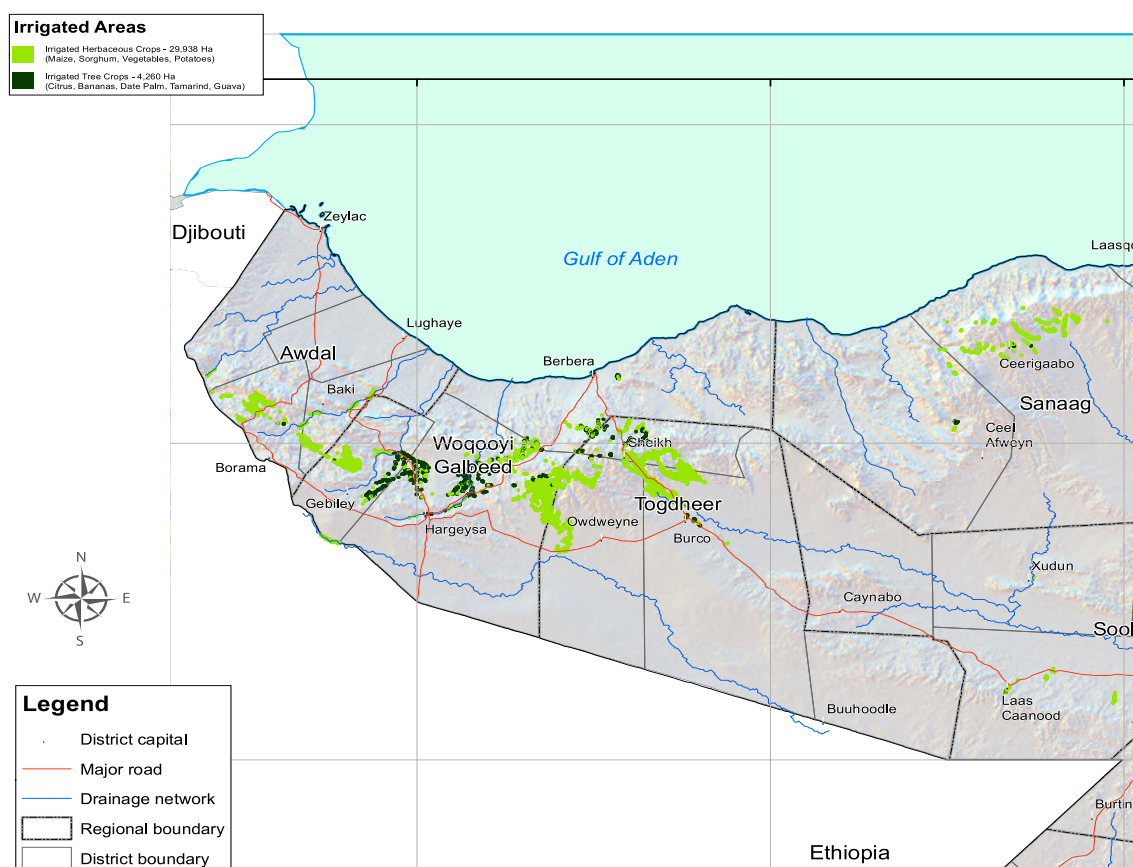 Irrigated Areas
Irrigated Herbaceous Crops - 29,938 Ha
(Maize, Sorghum, Vegetables, Potatoes)
Irrigated Tree Crops - 4,260 Ha
(Citrus, Bananas, Date Palm, Tamarind, Guava)
Zeylac
Djibouti
Gulf of Aden
Laasqo
Lughaye
Awdal
Berbera
Ceerigaabo
Baki
Sanaag
Ceel
Afweyn
Woqooyi
Galbeed
Sheikh
Borama
Gebiley
Togdheer
Hargeysa
Owdweyne
Burco
N
W
E
S
Xudun
Caynabo
Sool
Laas
Caanood
Buuhoodle
Legend
District capital
Major road
Drainage network
Regional boundary
District boundary
Burtin
Ethiopia